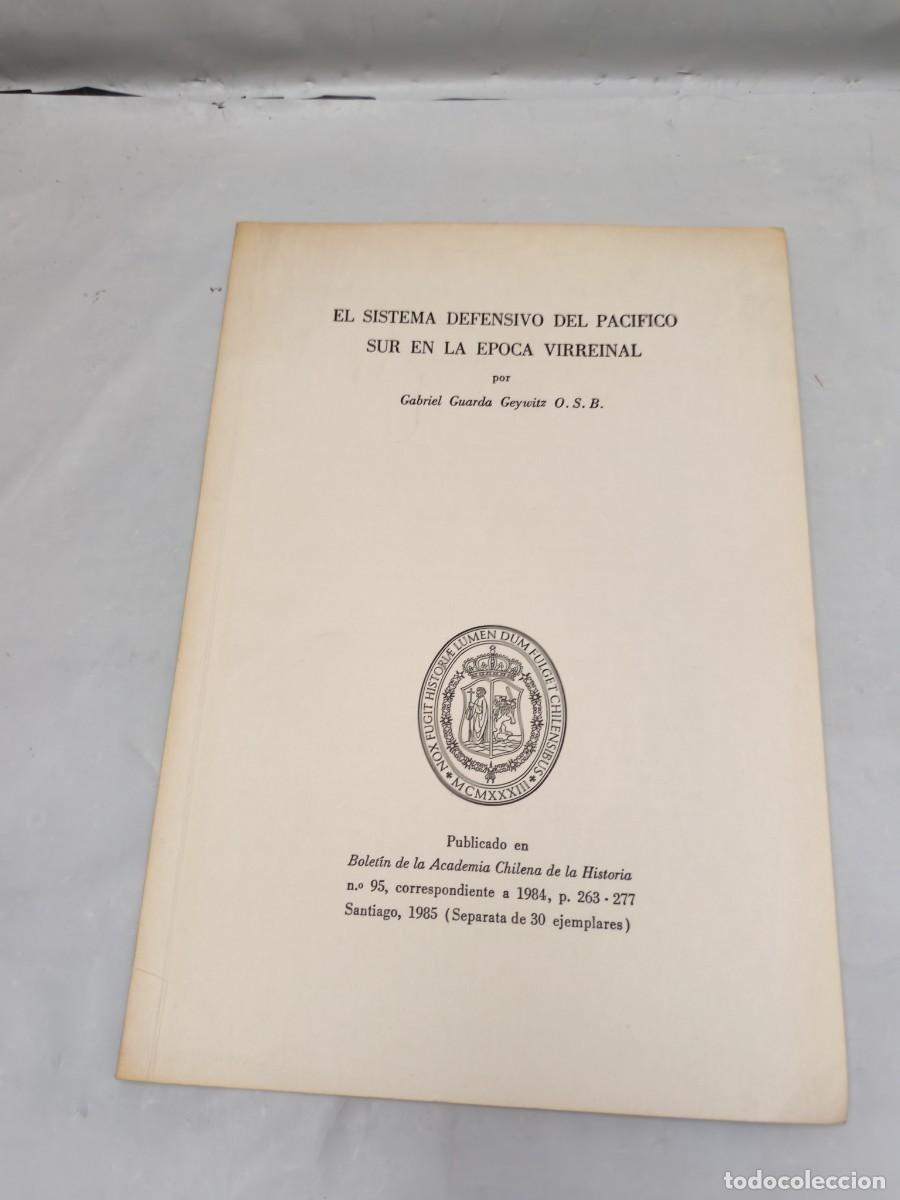 EL SISTEMA DEFENSIVO DEL PACIFICO
SUR EN LA EPOCA VIRREINAL
por
Gabriel Guarda Geywitz O.S.B.
NOX FUGIT HISTORIÆ LUMEN DUM FULGET CHILENSIBUS
* MCMXXXIII *
Publicado en
Boletín de la Academia Chilena de la Historia
n.º 95, correspondiente a 1984, p. 263 - 277
Santiago, 1985 (Separata de 30 ejemplares)
todocoleccion